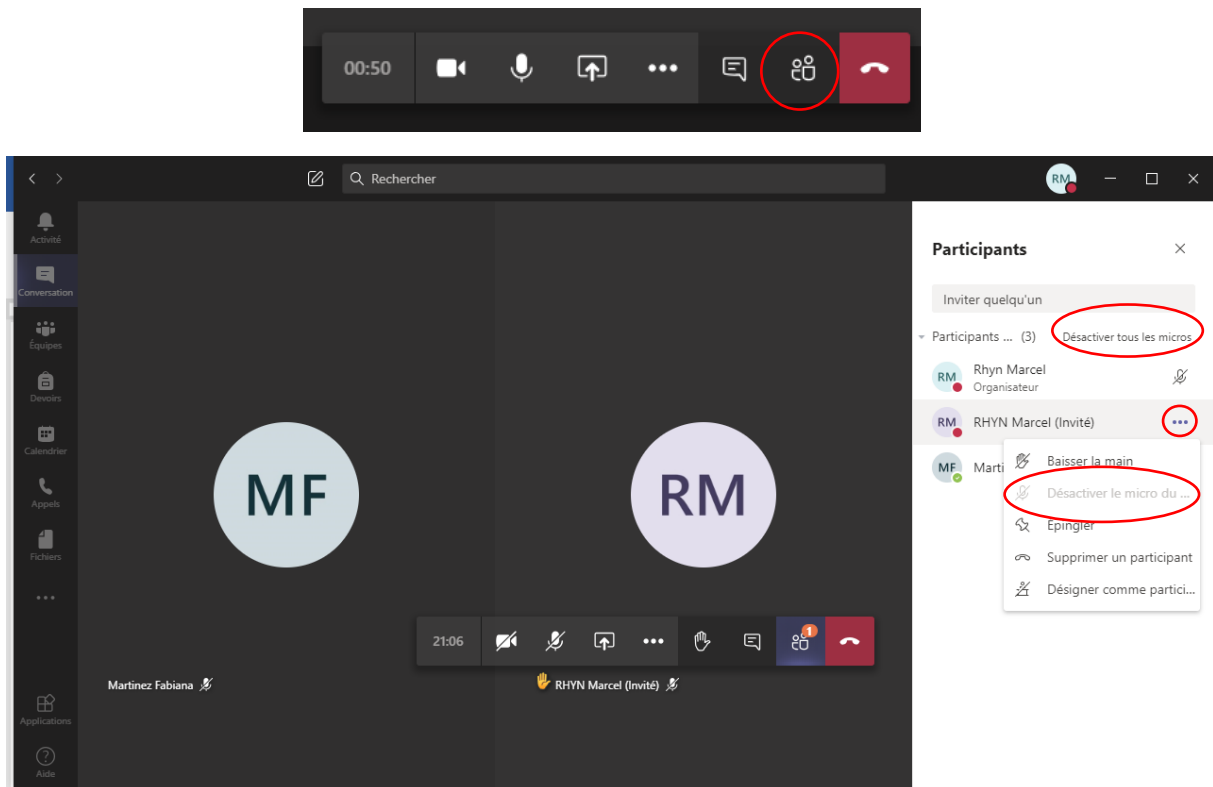 00:50
Rechercher
RM
Activité
Conversation
Équipes
Devoirs
Calendrier
Appels
Fichiers
Applications
Aide
MF
RM
21:06
1
Martinez Fabiana
RHYN Marcel (Invité)
Participants
Inviter quelqu'un
Participants ... (3) Désactiver tous les micros
RM Rhyn Marcel
Organisateur
RM RHYN Marcel (Invité)
MF Marti
Baisser la main
Désactiver le micro du ...
Épingler
Supprimer un participant
Désigner comme partici...